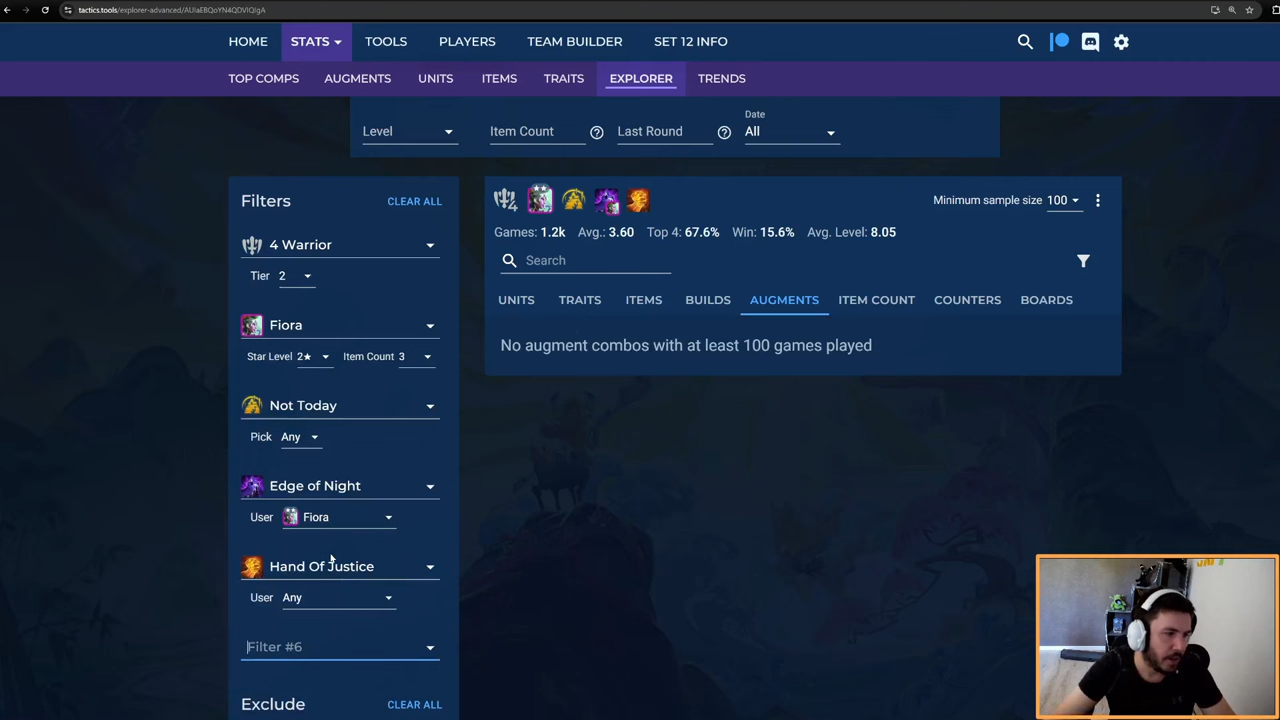 tactics.tools/explorer-advanced/AUiaEBQoYN4QDVIQIgA
HOME
STATS
TOOLS
PLAYERS
TEAM BUILDER
SET 12 INFO
TOP COMPS
AUGMENTS
UNITS
ITEMS
TRAITS
EXPLORER
TRENDS
Date
Level
Item Count
Last Round
All
Filters
CLEAR ALL
4 Warrior
Tier 2
Fiora
Star Level 2★ Item Count 3
Not Today
Pick Any
Edge of Night
User Fiora
Hand Of Justice
User Any
Filter #6
Exclude
CLEAR ALL
4
Minimum sample size 100
Games: 1.2k Avg.: 3.60 Top 4: 67.6% Win: 15.6% Avg. Level: 8.05
Search
UNITS TRAITS ITEMS BUILDS AUGMENTS ITEM COUNT COUNTERS BOARDS
No augment combos with at least 100 games played